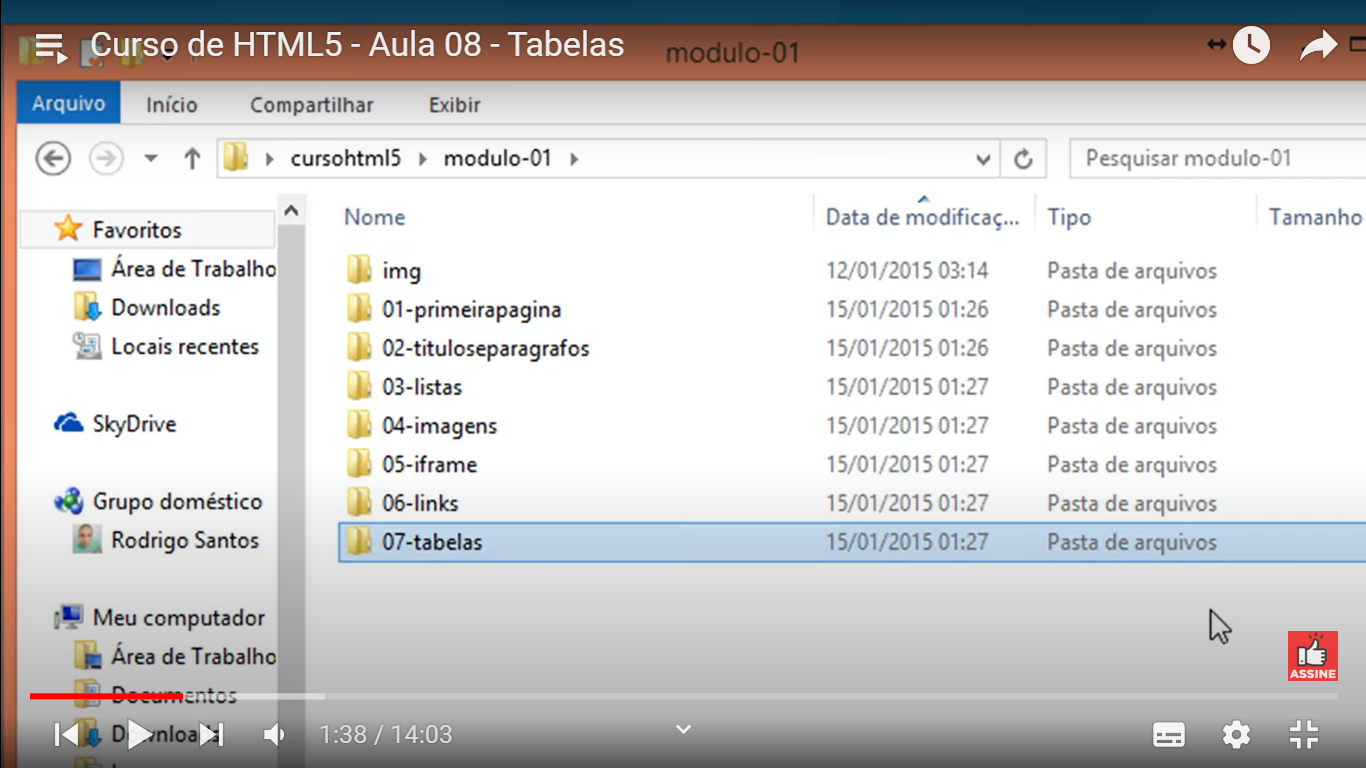 Curso de HTML5 - Aula 08 - Tabelas
modulo-01
Arquivo Início Compartilhar Exibir
cursohtml5 modulo-01 Pesquisar modulo-01
Nome Data de modificaç... Tipo Tamanho
Favoritos
Área de Trabalho
Downloads
Locais recentes
SkyDrive
Grupo doméstico
Rodrigo Santos
Meu computador
Área de Trabalho
Documentos
img 12/01/2015 03:14 Pasta de arquivos
01-primeirapagina 15/01/2015 01:26 Pasta de arquivos
02-tituloseparagrafos 15/01/2015 01:26 Pasta de arquivos
03-listas 15/01/2015 01:27 Pasta de arquivos
04-imagens 15/01/2015 01:27 Pasta de arquivos
05-iframe 15/01/2015 01:27 Pasta de arquivos
06-links 15/01/2015 01:27 Pasta de arquivos
07-tabelas 15/01/2015 01:27 Pasta de arquivos
ASSINE
1:38 / 14:03